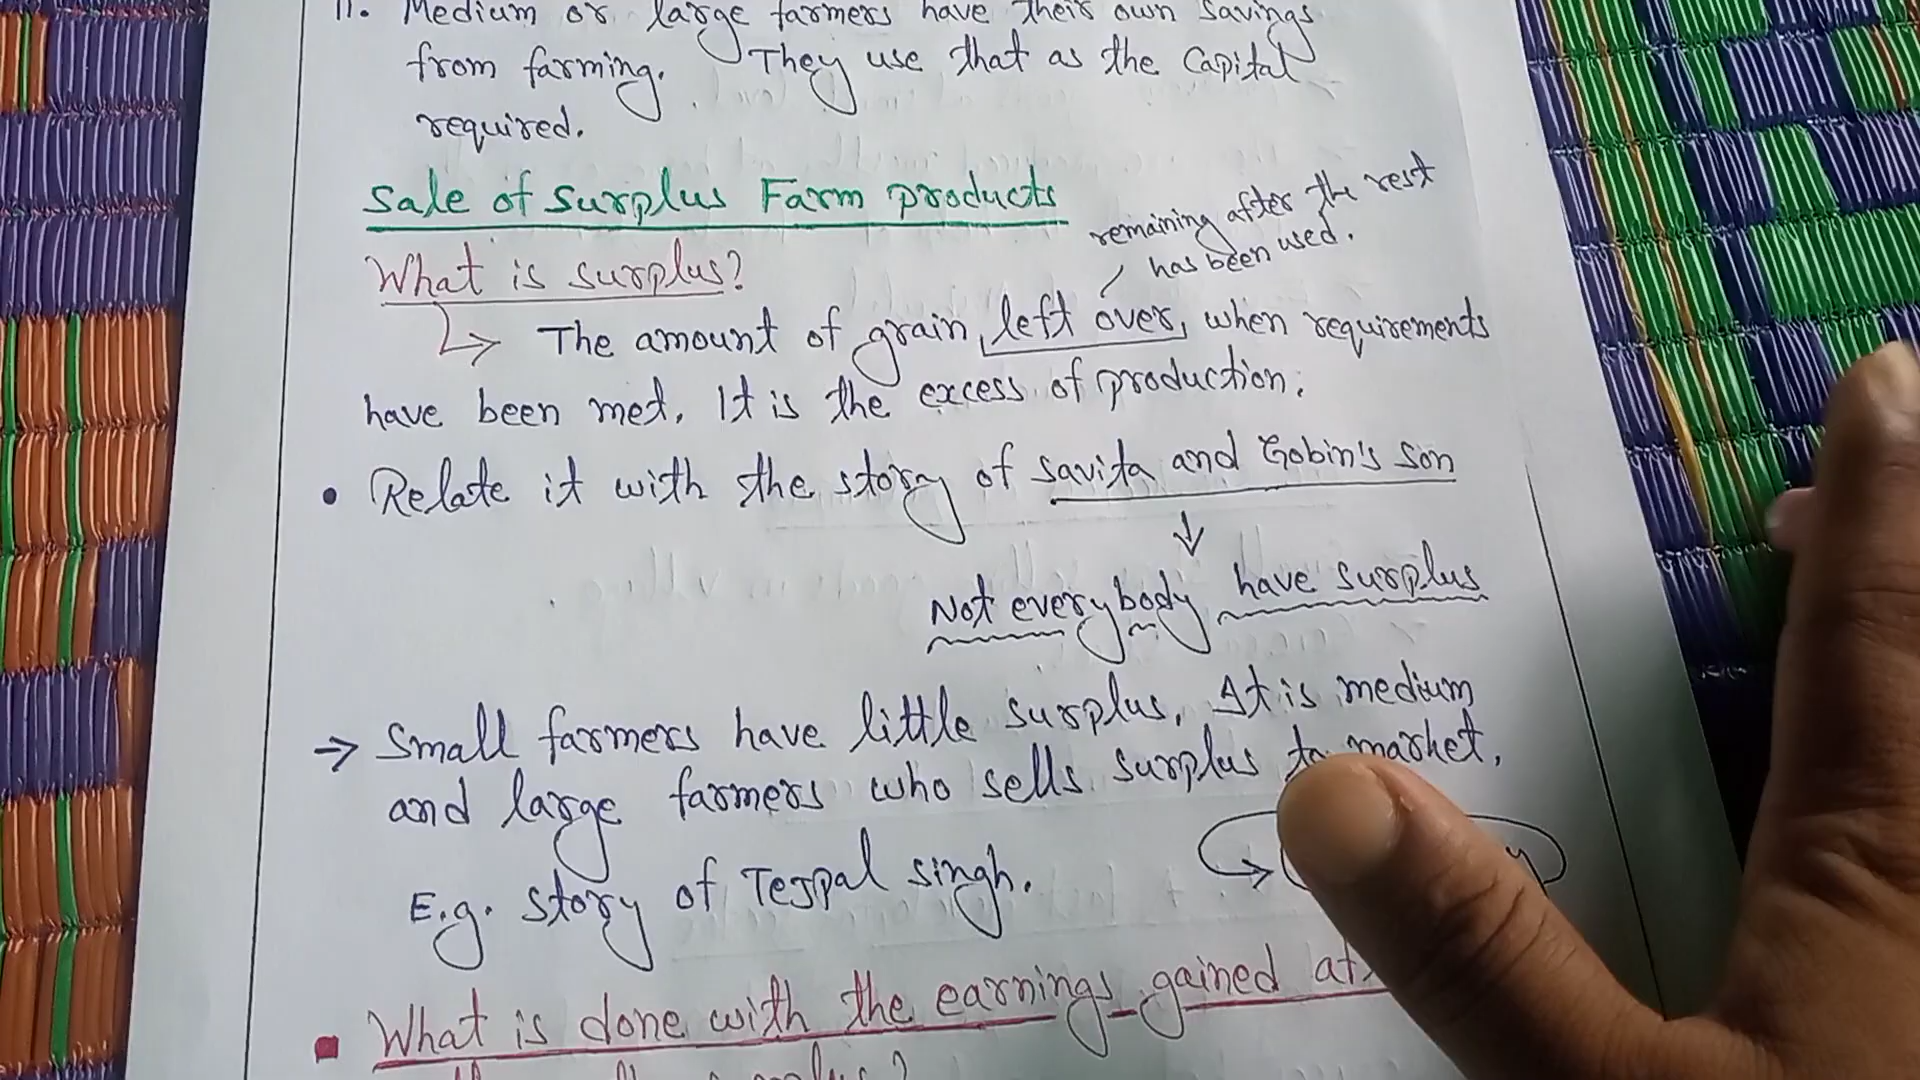 11. Medium or large farmers have their own savings
from farming. They use that as the Capital
required.
Sale of Surplus Farm products
remaining after the rest
has been used.
What is surplus?
The amount of grain, left over, when requirements
have been met. It is the excess of production.
• Relate it with the story of Savita and Gobin's son
Not everybody have surplus
→ Small farmers have little surplus. It is medium
and large farmers who sells surplus to market.
E.g. story of Tejpal singh.
What is done with the earnings gained at
surplus?